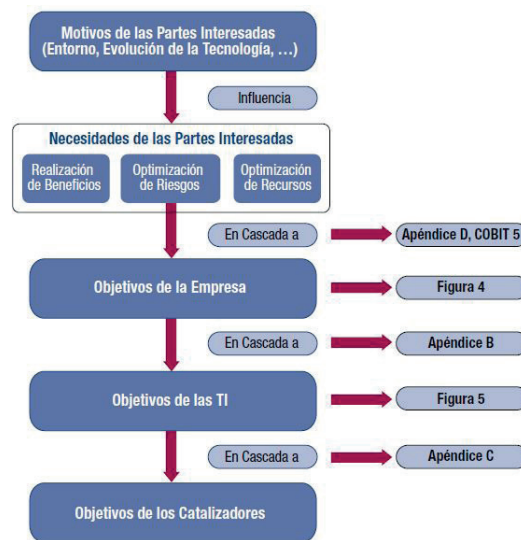 Motivos de las Partes Interesadas
(Entorno, Evolución de la Tecnología, ...)
Influencia
Necesidades de las Partes Interesadas
Realización
de Beneficios
Optimización
de Riesgos
Optimización
de Recursos
En Cascada a
Apéndice D, COBIT 5
Objetivos de la Empresa
Figura 4
En Cascada a
Apéndice B
Objetivos de las TI
Figura 5
En Cascada a
Apéndice C
Objetivos de los Catalizadores